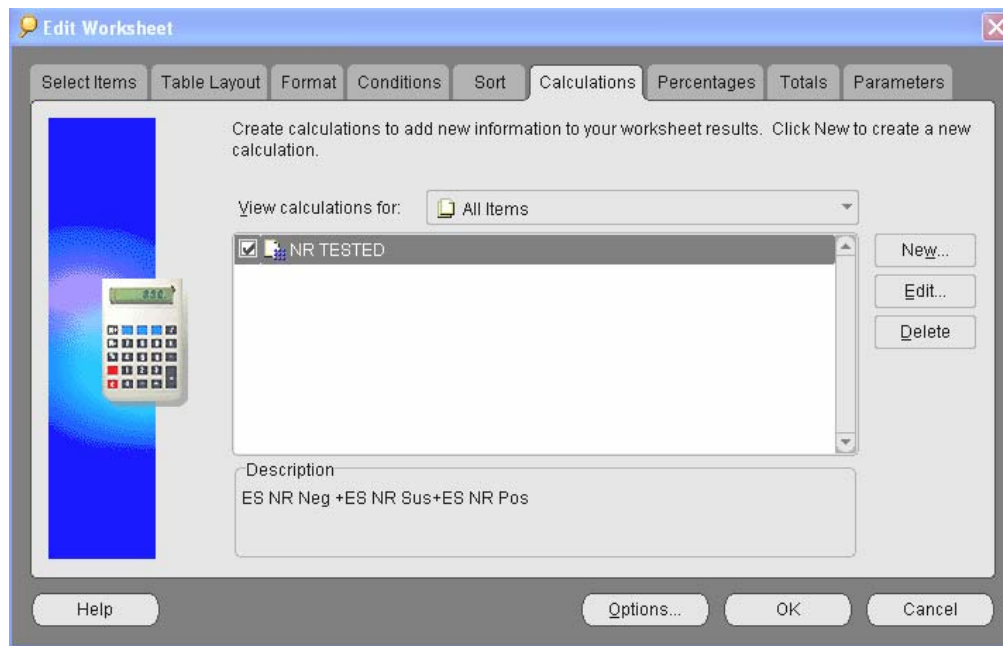 Edit Worksheet
Select Items Table Layout Format Conditions Sort Calculations Percentages Totals Parameters
Create calculations to add new information to your worksheet results. Click New to create a new
calculation.
View calculations for: All Items
NR TESTED
New...
Edit...
Delete
Description
ES NR Neg +ES NR Sus+ES NR Pos
Help Options... OK Cancel